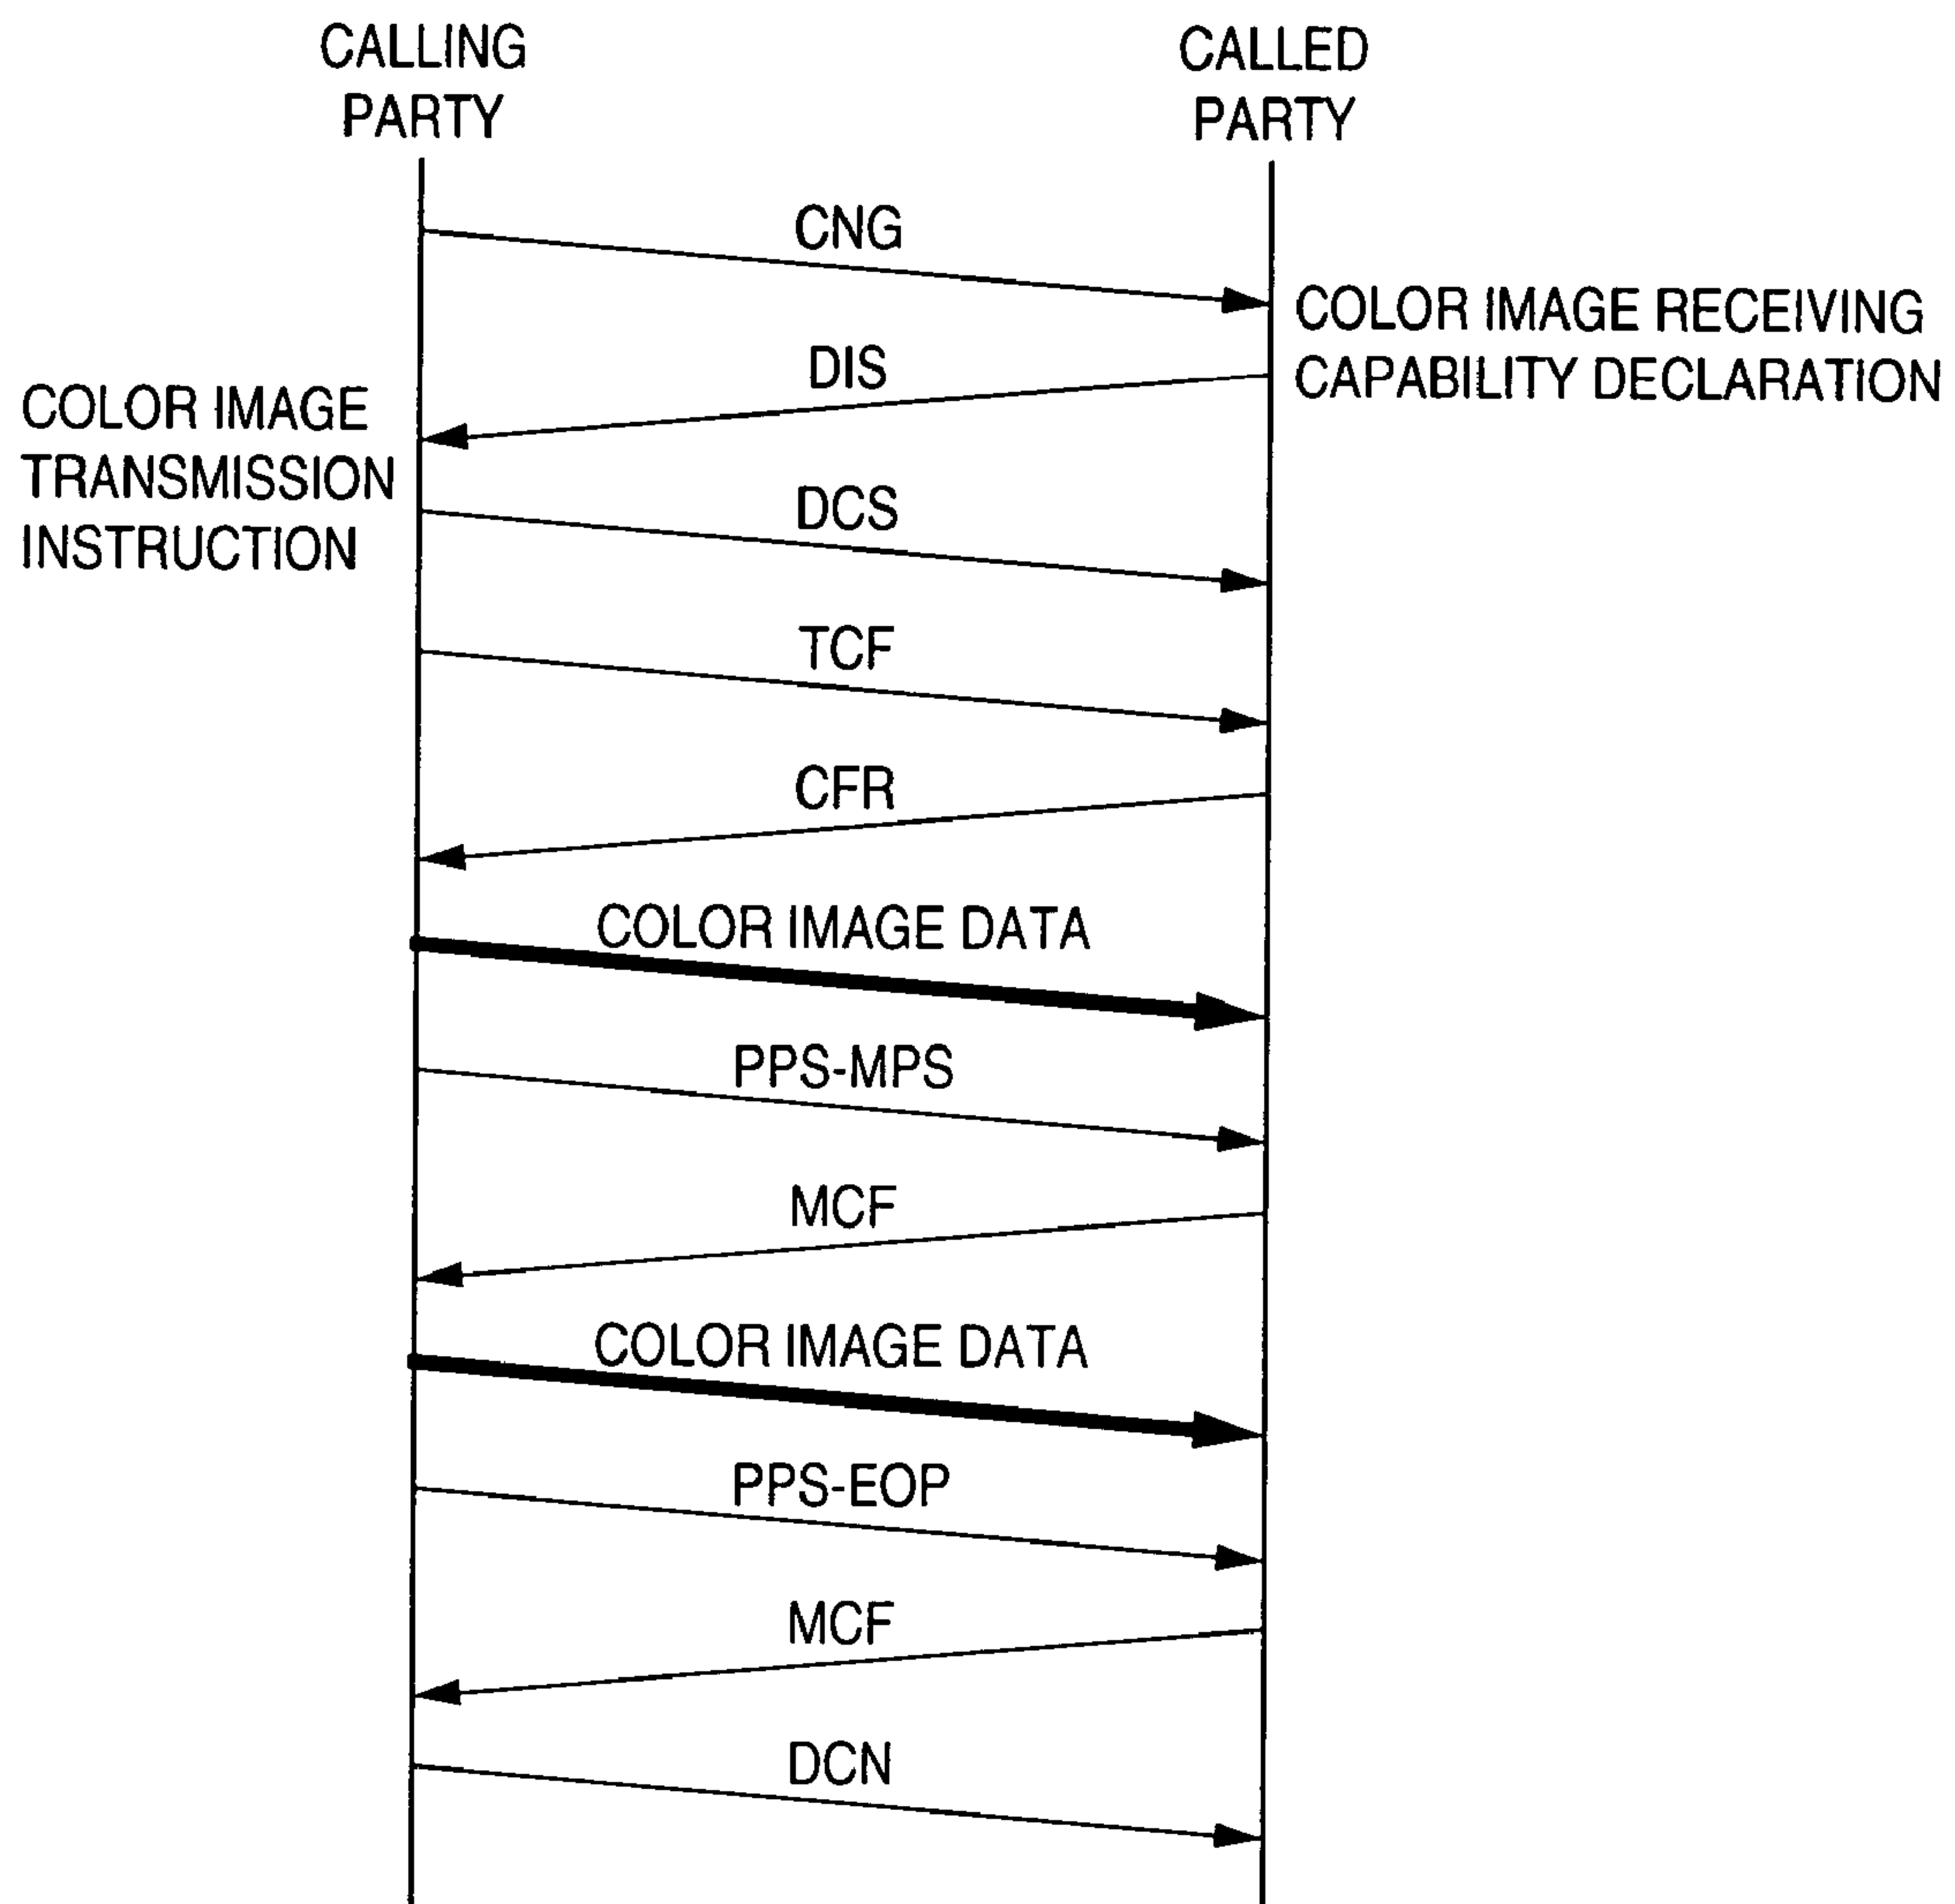 CALLING
PARTY
CALLED
PARTY
CNG
COLOR IMAGE RECEIVING
CAPABILITY DECLARATION
DIS
COLOR IMAGE
TRANSMISSION
INSTRUCTION
DCS
TCF
CFR
COLOR IMAGE DATA
PPS-MPS
MCF
COLOR IMAGE DATA
PPS-EOP
MCF
DCN